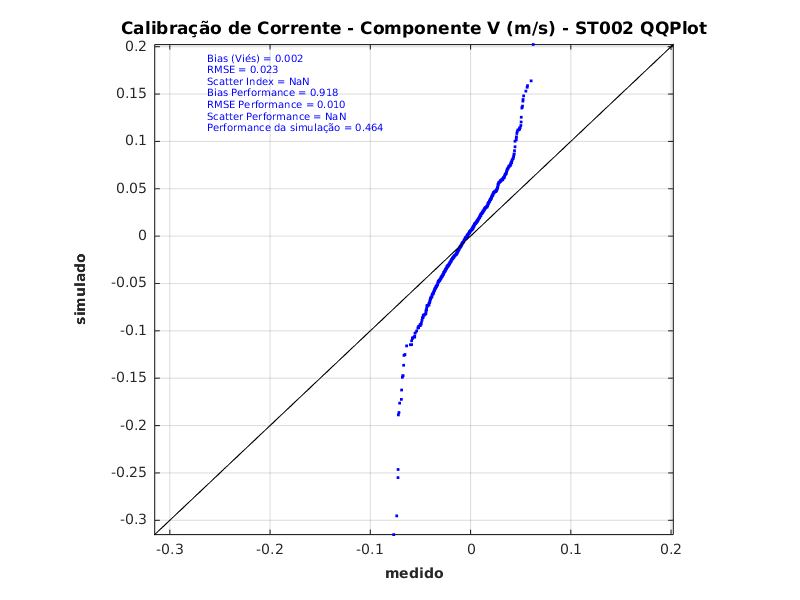 Calibração de Corrente - Componente V (m/s) - ST002 QQPlot
0.2
Bias (Viés) = 0.002
RMSE = 0.023
Scatter Index = NaN
Bias Performance = 0.918
RMSE Performance = 0.010
Scatter Performance = NaN
Performance da simulação = 0.464
0.15
0.1
0.05
0
-0.05
-0.1
-0.15
-0.2
-0.25
-0.3
simulado
-0.3 -0.2 -0.1 0 0.1 0.2
medido